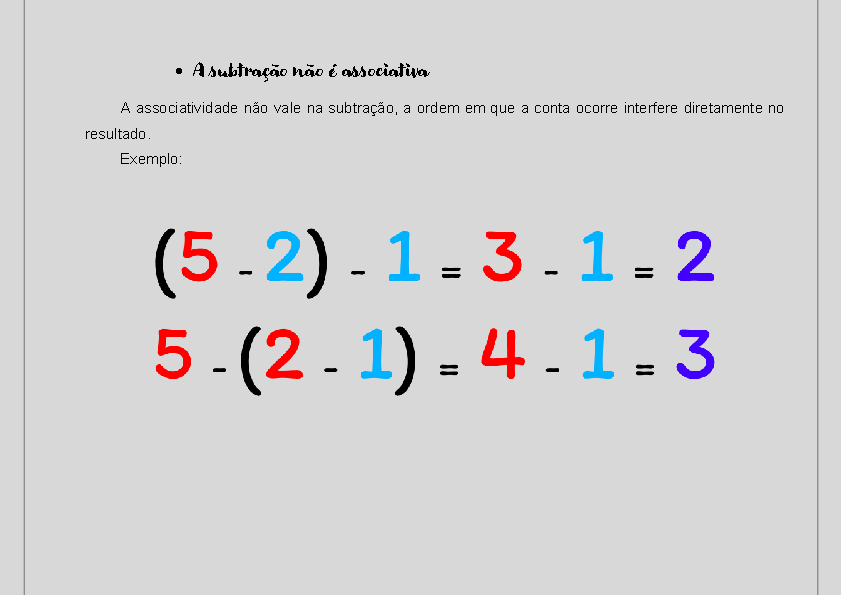 • A subtração não é associativa
A associatividade não vale na subtração, a ordem em que a conta ocorre interfere diretamente no
resultado.
Exemplo:
(5 - 2) - 1 = 3 - 1 = 2
5 - (2 - 1) = 4 - 1 = 3